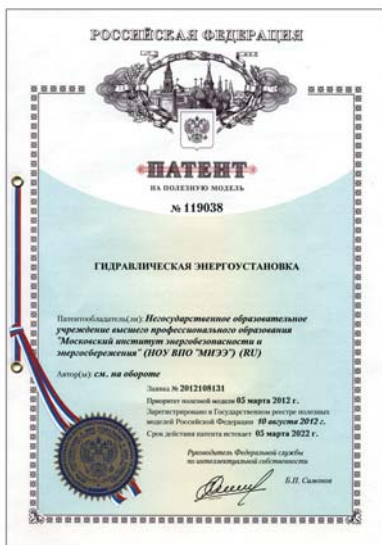 РОССИЙСКАЯ ФЕДЕРАЦИЯ
ПАТЕНТ
НА ПОЛЕЗНУЮ МОДЕЛЬ
№ 119038
ГИДРАВЛИЧЕСКАЯ ЭНЕРГОУСТАНОВКА
Патентообладатель(ли): Негосударственное образовательное
учреждение высшего профессионального образования
"Московский институт энергобезопасности и
энергосбережения" (НОУ ВПО "МИЭЭ") (RU)
Автор(ы): см. на обороте
Заявка № 2012108131
Приоритет полезной модели 05 марта 2012 г.
Зарегистрировано в Государственном реестре полезных
моделей Российской Федерации 10 августа 2012 г.
Срок действия патента истекает 05 марта 2022 г.
Руководитель Федеральной службы
по интеллектуальной собственности
Б.П. Симонов